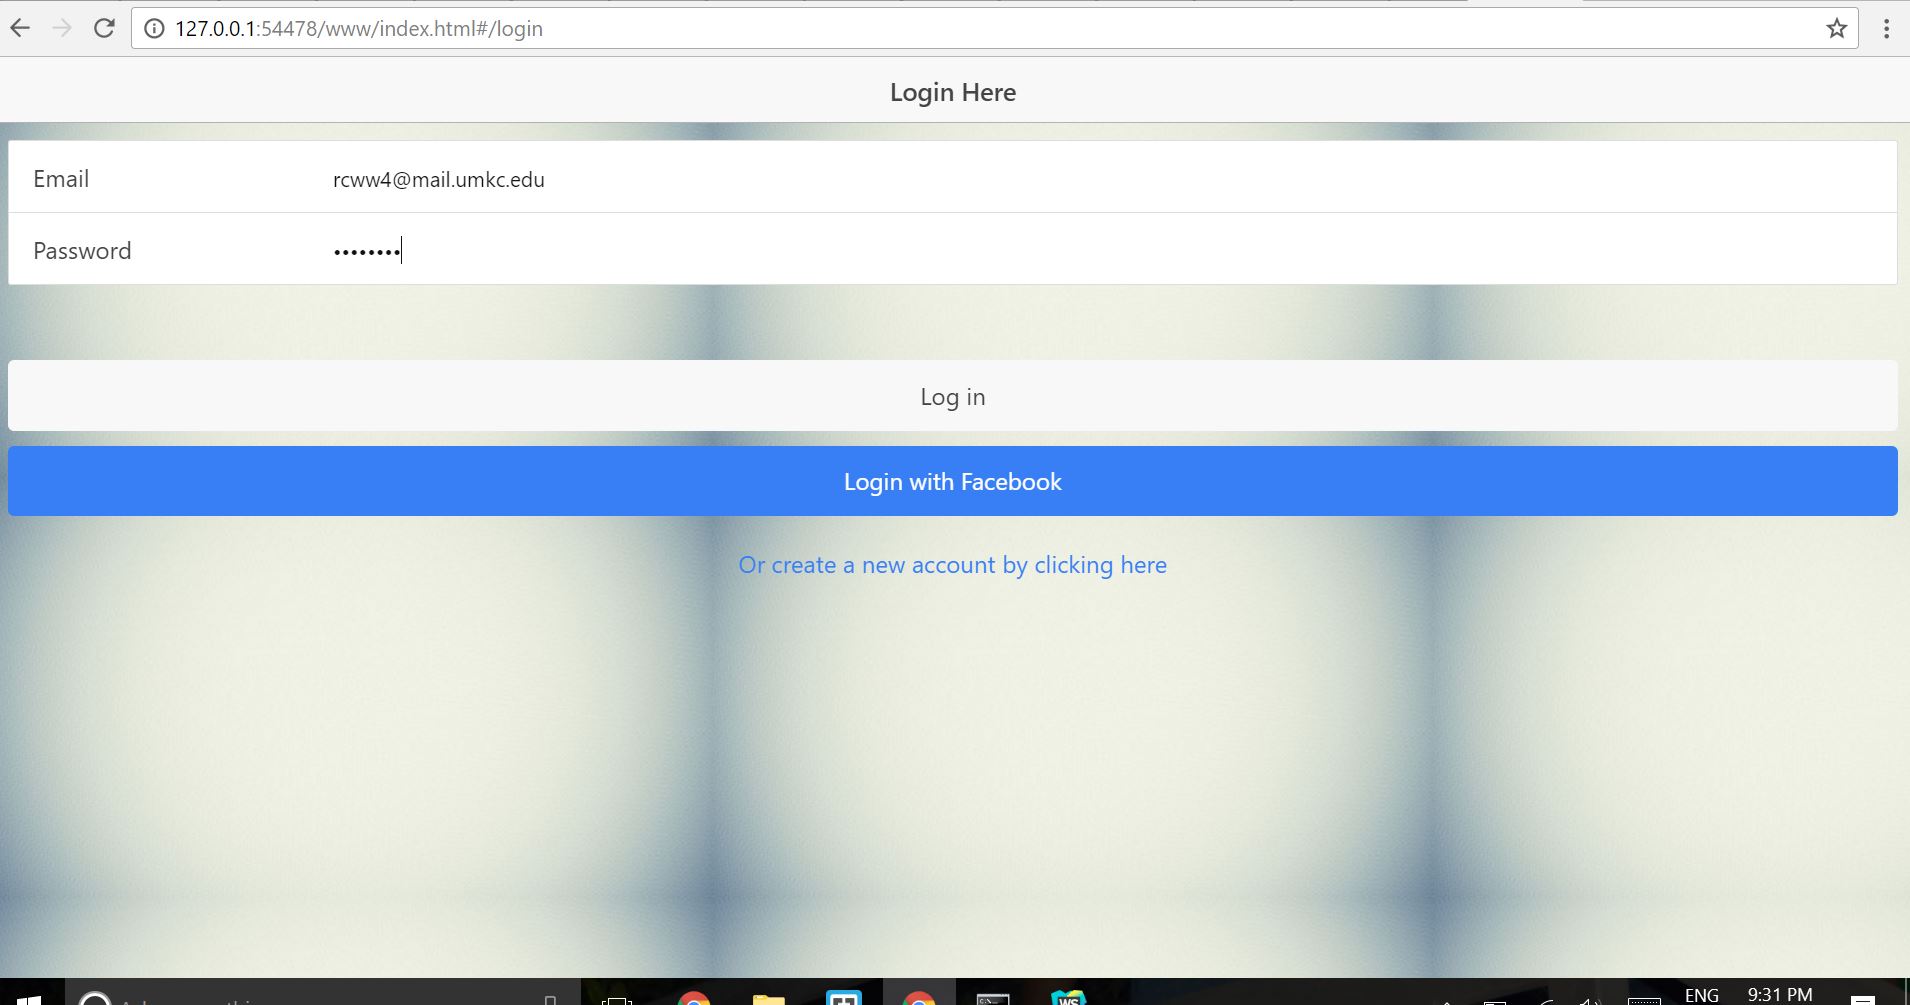 127.0.0.1:54478/www/index.html#/login
Login Here
Email rcww4@mail.umkc.edu
Password ••••••••
Log in
Login with Facebook
Or create a new account by clicking here
WS
ENG 9:31 PM